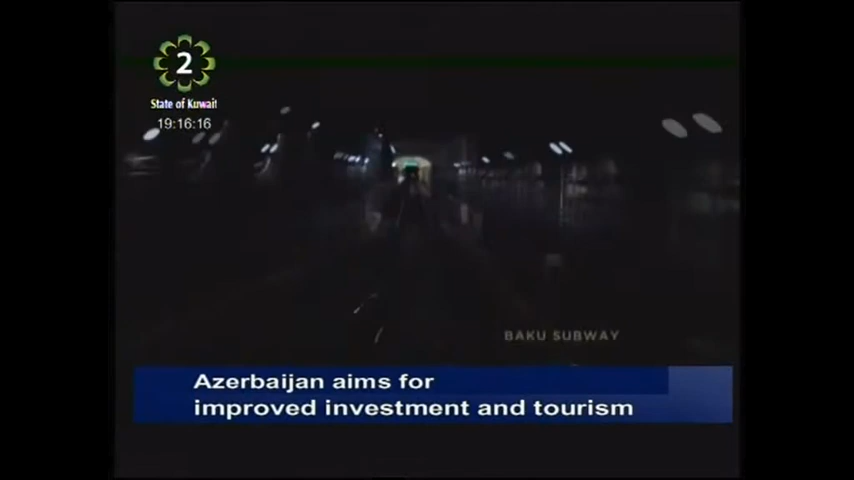 2
State of Kuwait
19:16:16
BAKU SUBWAY
Azerbaijan aims for
improved investment and tourism